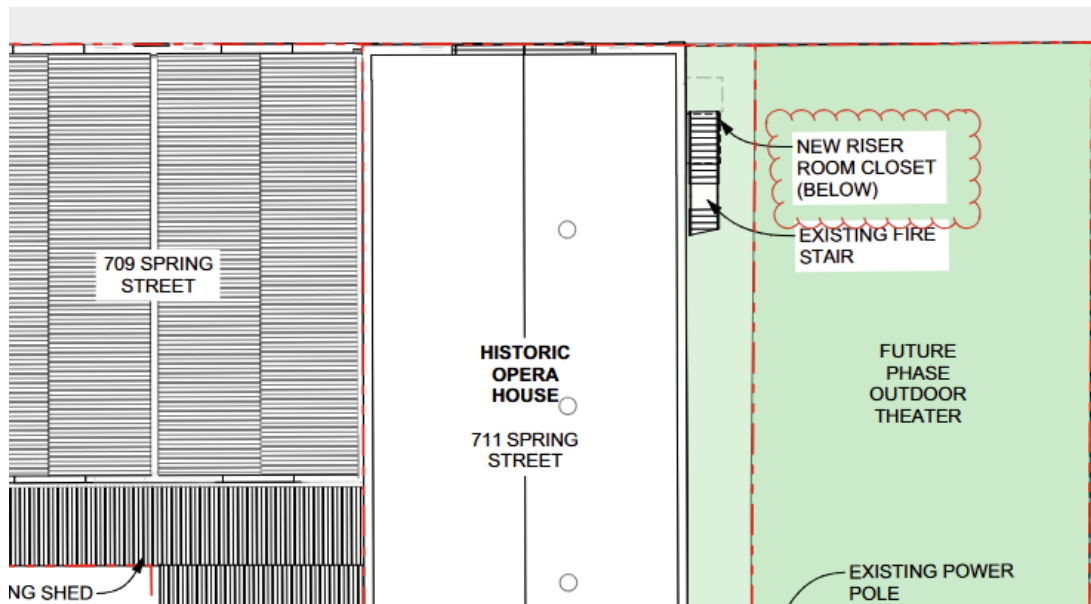 NEW RISER
ROOM CLOSET
(BELOW)
EXISTING FIRE
STAIR
709 SPRING
STREET
HISTORIC
OPERA
HOUSE
711 SPRING
STREET
FUTURE
PHASE
OUTDOOR
THEATER
NG SHED
EXISTING POWER
POLE